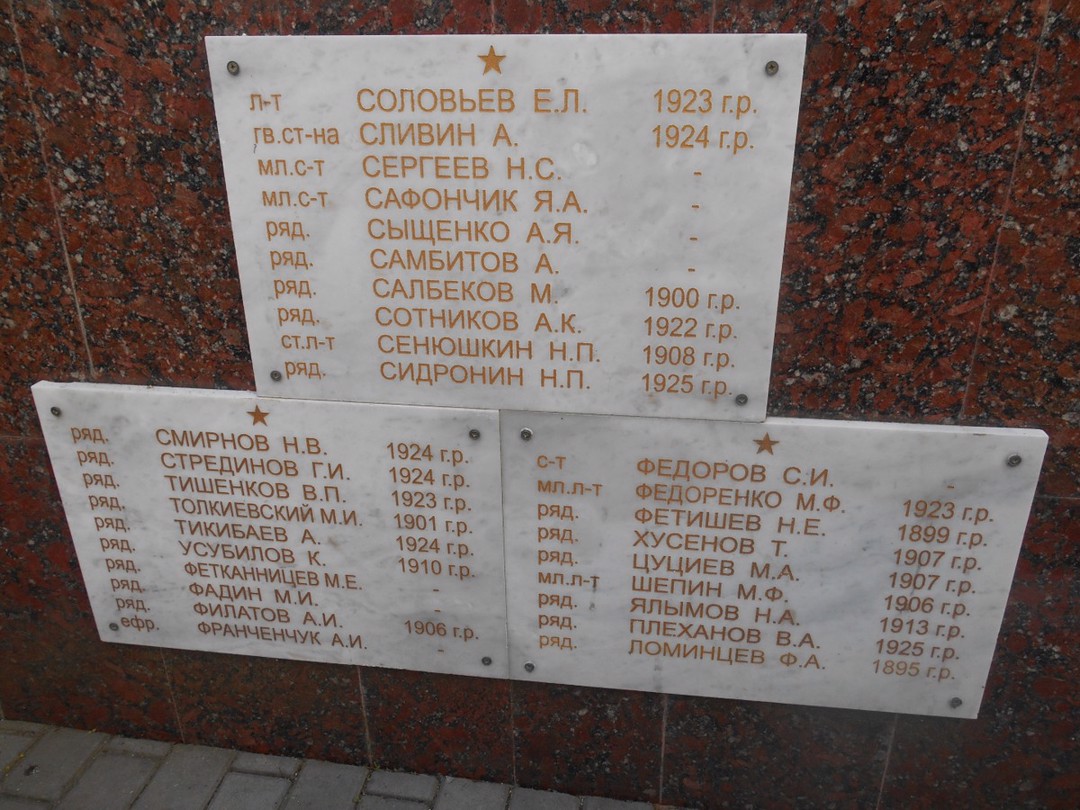 л-т СОЛОВЬЕВ Е.Л. 1923 г.р.
гв.ст-на СЛИВИН А. 1924 г.р.
мл.с-т СЕРГЕЕВ Н.С. -
мл.с-т САФОНЧИК Я.А. -
ряд. СЫЩЕНКО А.Я. -
ряд. САМБИТОВ А. -
ряд. САЛБЕКОВ М. 1900 г.р.
ряд. СОТНИКОВ А.К. 1922 г.р.
ст.л-т СЕНЮШКИН Н.П. 1908 г.р.
ряд. СИДРОНИН Н.П. 1925 г.р.
ряд. СМИРНОВ Н.В. 1924 г.р.
ряд. СТРЕДИНОВ Г.И. 1924 г.р.
ряд. ТИШЕНКОВ В.П. 1923 г.р.
ряд. ТОЛКИЕВСКИЙ М.И. 1901 г.р.
ряд. ТИКИБАЕВ А. 1924 г.р.
ряд. УСУБИЛОВ К. 1910 г.р.
ряд. ФЕТКАННИЦЕВ М.Е. -
ряд. ФАДИН М.И. -
ряд. ФИЛАТОВ А.И. 1906 г.р.
ефр. ФРАНЧЕНЧУК А.И. -
с-т ФЕДОРОВ С.И. -
мл.л-т ФЕДОРЕНКО М.Ф. 1923 г.р.
ряд. ФЕТИШЕВ Н.Е. 1899 г.р.
ряд. ХУСЕНОВ Т. 1907 г.р.
ряд. ЦУЦИЕВ М.А. 1907 г.р.
мл.л-т ШЕПИН М.Ф. 1906 г.р.
ряд. ЯЛЫМОВ Н.А. 1913 г.р.
ряд. ПЛЕХАНОВ В.А. 1925 г.р.
ряд. ЛОМИНЦЕВ Ф.А. 1895 г.р.